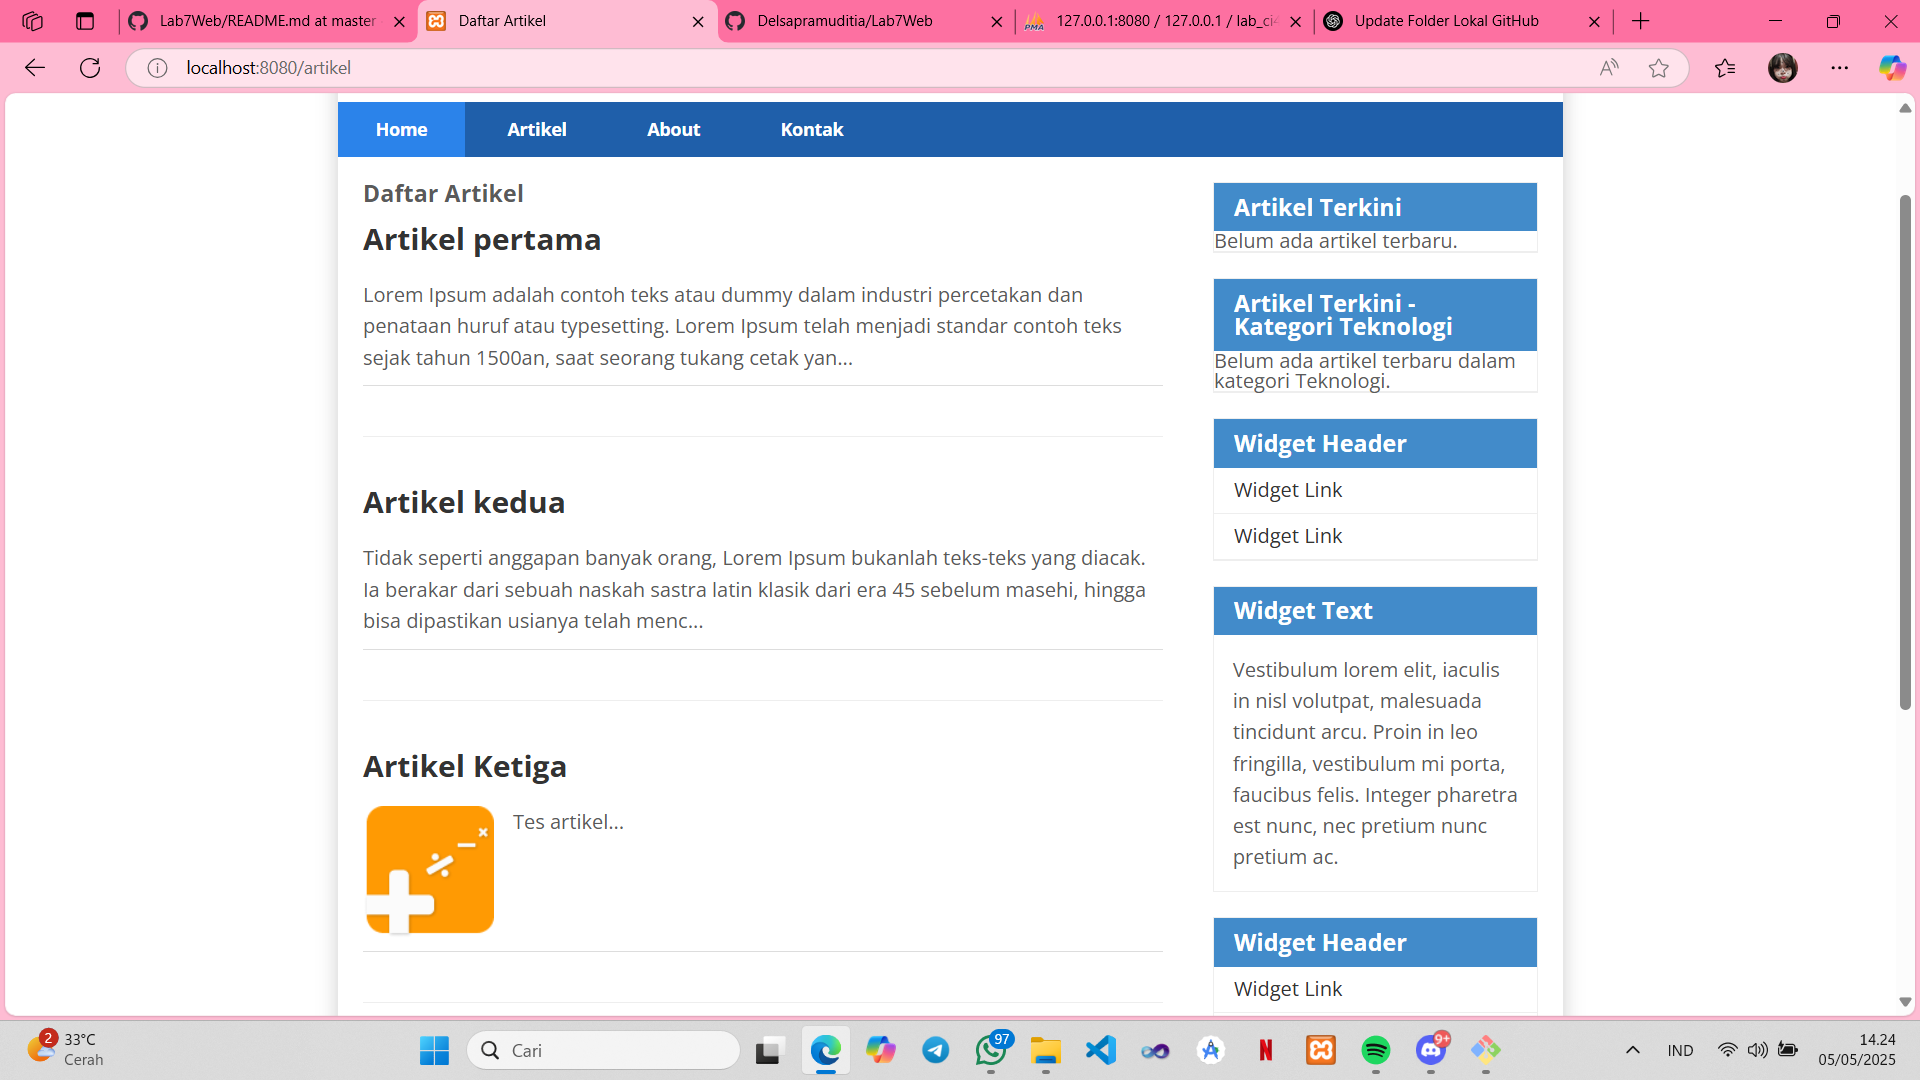 Lab7Web/README.md at master
Daftar Artikel
Delsapramuditia/Lab7Web
127.0.0.1:8080 / 127.0.0.1 / lab_ci4
Update Folder Lokal GitHub
localhost:8080/artikel
Home
Artikel
About
Kontak
Daftar Artikel
Artikel pertama
Lorem Ipsum adalah contoh teks atau dummy dalam industri percetakan dan
penataan huruf atau typesetting. Lorem Ipsum telah menjadi standar contoh teks
sejak tahun 1500an, saat seorang tukang cetak yan...
Artikel kedua
Tidak seperti anggapan banyak orang, Lorem Ipsum bukanlah teks-teks yang diacak.
Ia berakar dari sebuah naskah sastra latin klasik dari era 45 sebelum masehi, hingga
bisa dipastikan usianya telah menc...
Artikel Ketiga
Tes artikel...
Artikel Terkini
Belum ada artikel terbaru.
Artikel Terkini -
Kategori Teknologi
Belum ada artikel terbaru dalam
kategori Teknologi.
Widget Header
Widget Link
Widget Link
Widget Text
Vestibulum lorem elit, iaculis
in nisl volutpat, malesuada
tincidunt arcu. Proin in leo
fringilla, vestibulum mi porta,
faucibus felis. Integer pharetra
est nunc, nec pretium nunc
pretium ac.
Widget Header
Widget Link
2
33°C
Cerah
Cari
97
9+
IND
14.24
05/05/2025